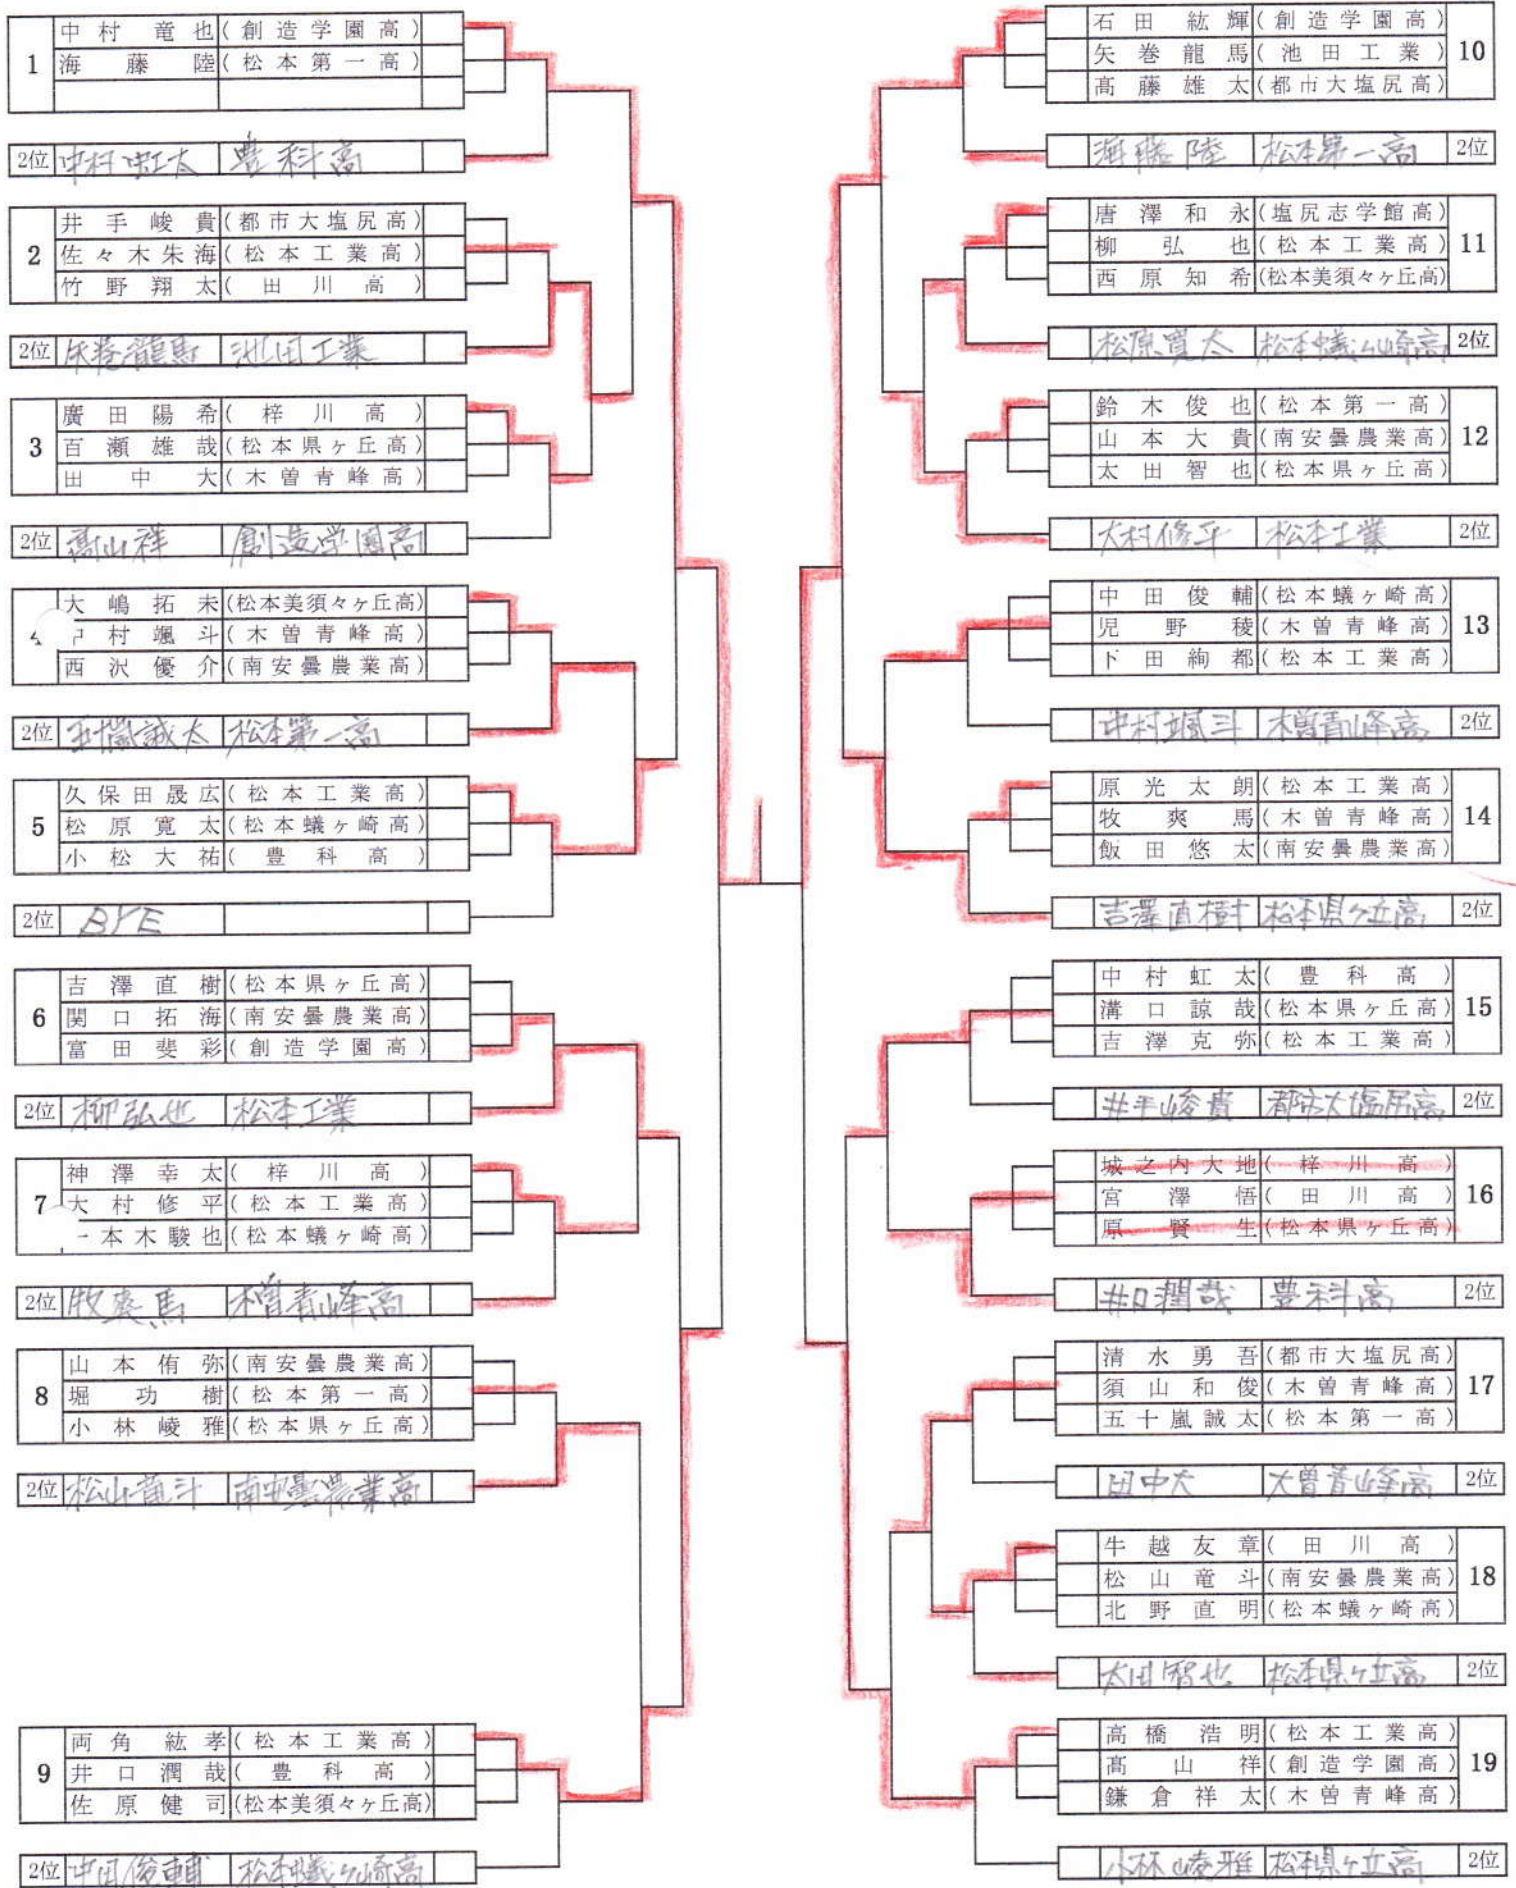 1
中村竜也(創造学園高)
海藤陸(松本第一高)
2位 中村虹太 豊科高
2
井手峻貴(都市大塩尻高)
佐々木朱海(松本工業高)
竹野翔太(田川高)
2位 矢巻龍馬 池田工業
3
廣田陽希(梓川高)
百瀬雄哉(松本県ヶ丘高)
田中大(木曽青峰高)
2位 髙山祥 創造学園高
大嶋拓未(松本美須々ヶ丘高)
村颯斗(木曽青峰高)
西沢優介(南安曇農業高)
2位 誠太 松本第一高
5
久保田晟広(松本工業高)
松原寛太(松本蟻ヶ崎高)
小松大祐(豊科高)
2位 BYE
6
吉澤直樹(松本県ヶ丘高)
関口拓海(南安曇農業高)
富田斐彩(創造学園高)
2位 柳弘也 松本工業
7
神澤幸太(梓川高)
大村修平(松本工業高)
一本木駿也(松本蟻ヶ崎高)
2位 牧爽馬 木曽青峰高
8
山本侑弥(南安曇農業高)
堀功樹(松本第一高)
小林崚雅(松本県ヶ丘高)
2位 松山竜斗 南安曇農業高
9
両角紘孝(松本工業高)
井口潤哉(豊科高)
佐原健司(松本美須々ヶ丘高)
2位 中田俊輔 松本蟻ヶ崎高
石田紘輝(創造学園高)
矢巻龍馬(池田工業)
髙藤雄太(都市大塩尻高)
10
海藤陸 松本第一高 2位
唐澤和永(塩尻志学館高)
柳弘也(松本工業高)
西原知希(松本美須々ヶ丘高)
11
松原寛太 松本蟻ヶ崎高 2位
鈴木俊也(松本第一高)
山本大貴(南安曇農業高)
太田智也(松本県ヶ丘高)
12
大村修平 松本工業 2位
中田俊輔(松本蟻ヶ崎高)
児野稜(木曽青峰高)
下田絢都(松本工業高)
13
中村颯斗 木曽青峰高 2位
原光太朗(松本工業高)
牧爽馬(木曽青峰高)
飯田悠太(南安曇農業高)
14
吉澤直樹 松本県ヶ丘高 2位
中村虹太(豊科高)
溝口諒哉(松本県ヶ丘高)
吉澤克弥(松本工業高)
15
井手峻貴 都市大塩尻高 2位
城之内大地(梓川高)
宮澤悟(田川高)
原賢生(松本県ヶ丘高)
16
井口潤哉 豊科高 2位
清水勇吾(都市大塩尻高)
須山和俊(木曽青峰高)
五十嵐誠太(松本第一高)
17
田中大 木曽青峰高 2位
牛越友章(田川高)
松山竜斗(南安曇農業高)
北野直明(松本蟻ヶ崎高)
18
太田智也 松本県ヶ丘高 2位
高橋浩明(松本工業高)
髙山祥(創造学園高)
鎌倉祥太(木曽青峰高)
19
小林崚雅 松本県ヶ丘高 2位